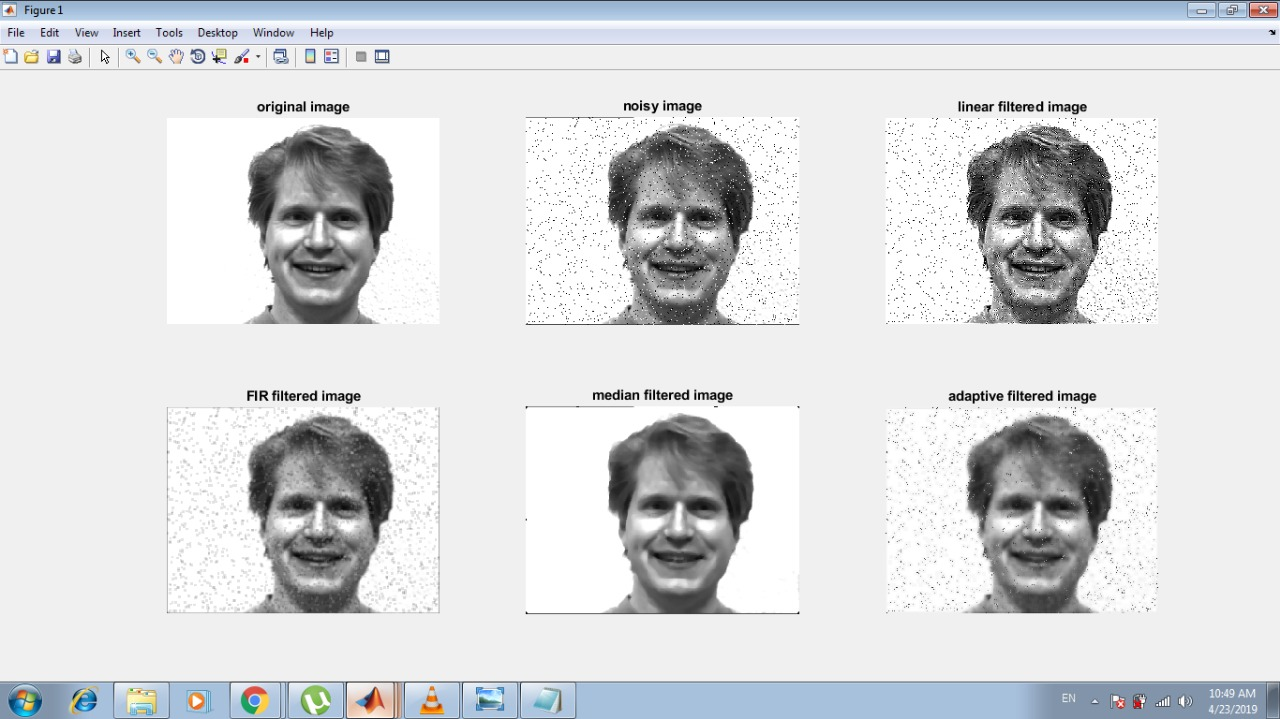 Figure 1
File Edit View Insert Tools Desktop Window Help
original image
noisy image
linear filtered image
FIR filtered image
median filtered image
adaptive filtered image
EN
10:49 AM
4/23/2019